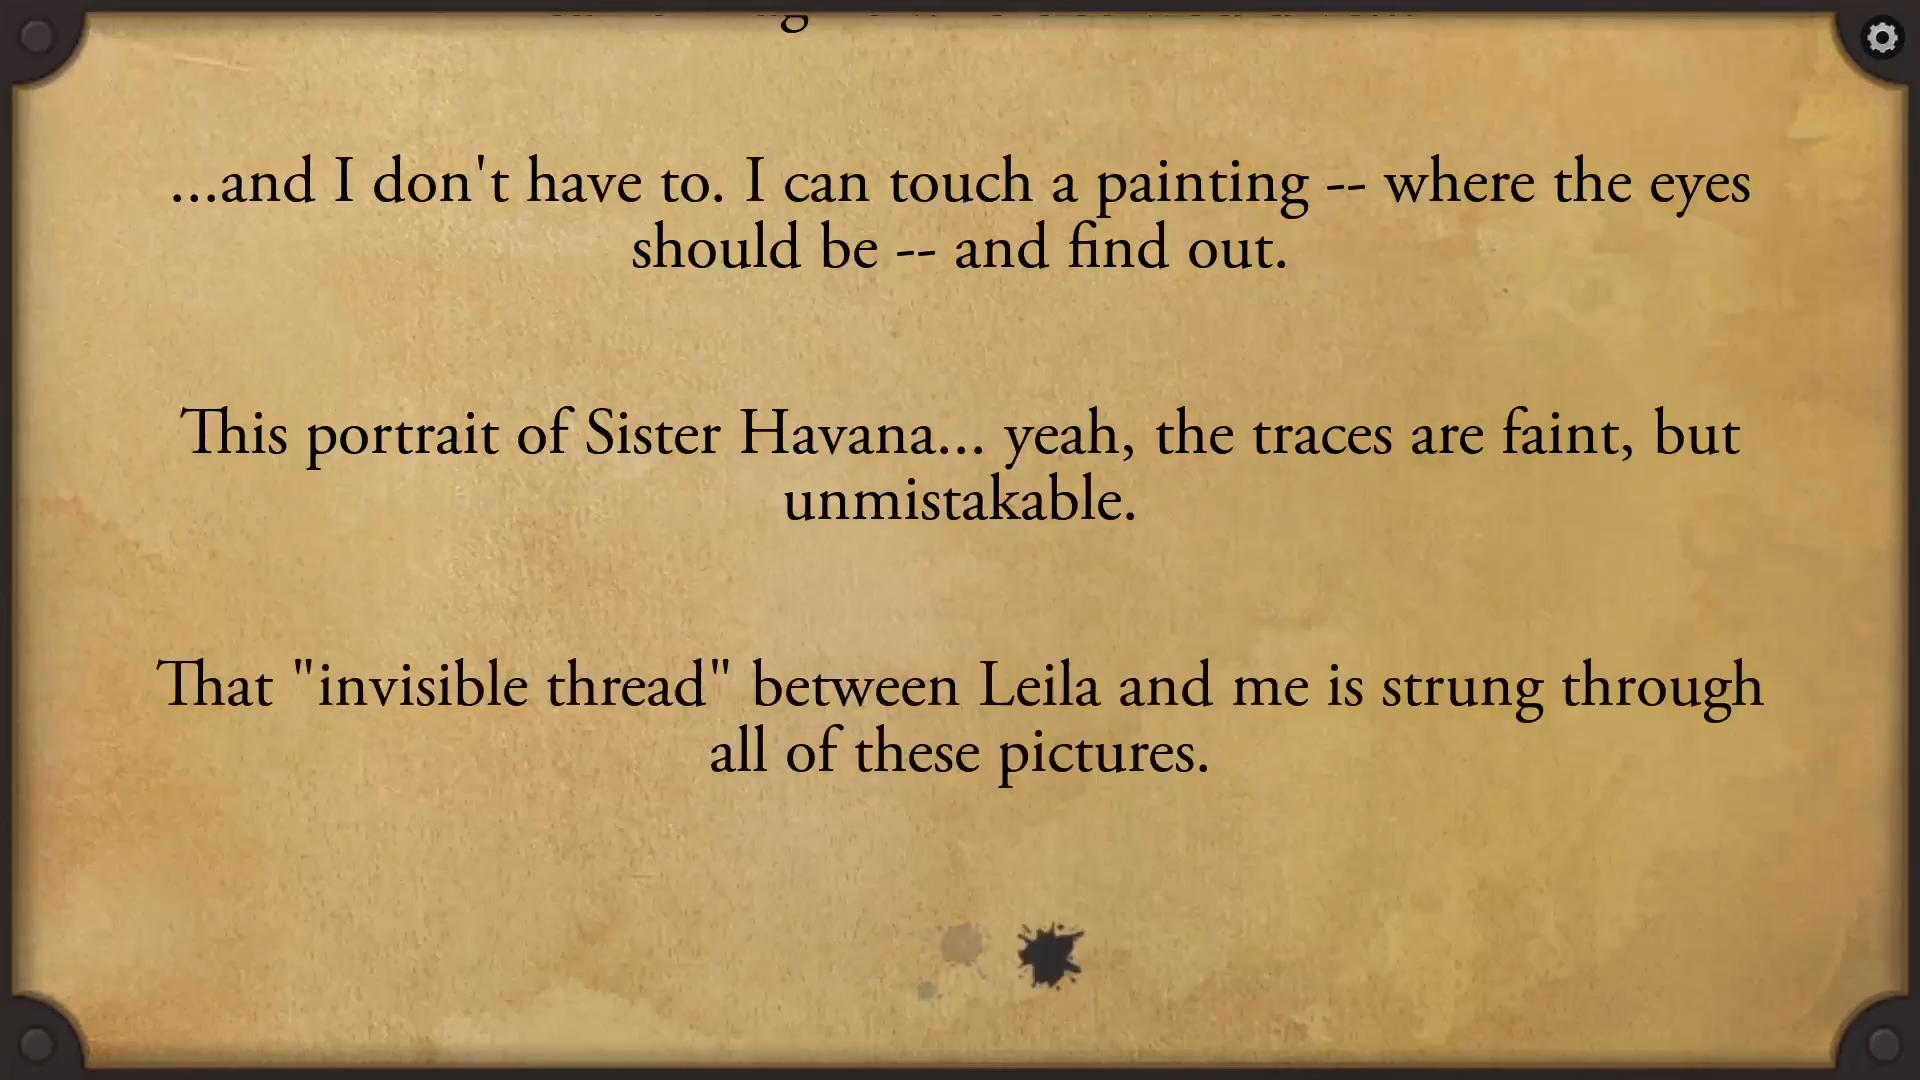 ...and I don't have to. I can touch a painting -- where the eyes
should be -- and find out.
This portrait of Sister Havana... yeah, the traces are faint, but
unmistakable.
That "invisible thread" between Leila and me is strung through
all of these pictures.